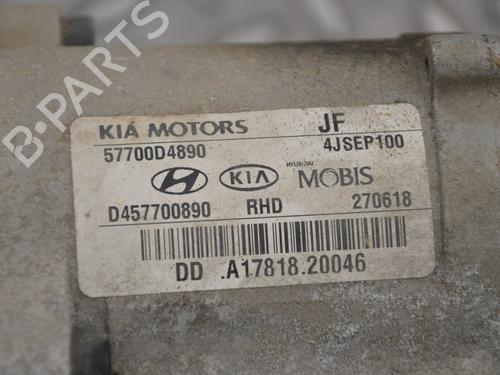 KIA MOTORS JF
57700D4890 4JSEP100
KIA HYUNDAI MOBIS
D457700890 RHD 270618
DD .A17818.20046
B-PARTS